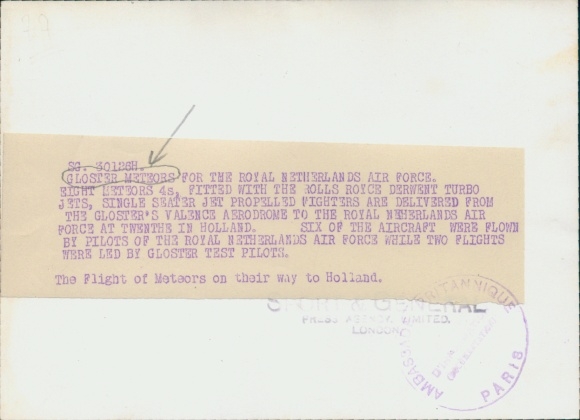 SG. 30126H.
GLOSTER METEORS FOR THE ROYAL NETHERLANDS AIR FORCE.
EIGHT METEORS 4s, FITTED WITH THE ROLLS ROYCE DERWENT TURBO
JETS, SINGLE SEATER JET PROPELLED FIGHTERS ARE DELIVERED FROM
THE GLOSTER'S VALENCE AERODROME TO THE ROYAL NEHERLANDS AIR
FORCE AT TWENTHE IN HOLLAND. SIX OF THE AIRCRAFT WERE FLOWN
BY PILOTS OF THE ROYAL NETHERLANDS AIR FORCE WHILE TWO FLIGHTS
WERE LED BY GLOSTER TEST PILOTS.
The Flight of Meteors on their way to Holland.
SPORT & GENERAL
PRESS AGENCY, LIMITED.
LONDON
AMBASSADE BRITANNIQUE
PARIS